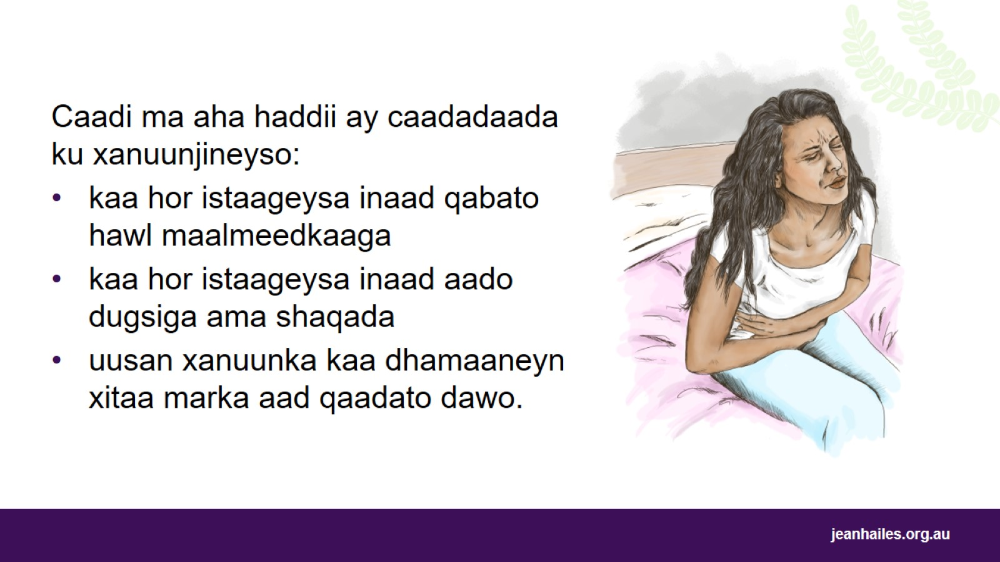 Caadi ma aha haddii ay caadadaada
ku xanuunjineyso:
• kaa hor istaageysa inaad qabato
hawl maalmeedkaaga
• kaa hor istaageysa inaad aado
dugsiga ama shaqada
• uusan xanuunka kaa dhamaaneyn
xitaa marka aad qaadato dawo.
jeanhailes.org.au